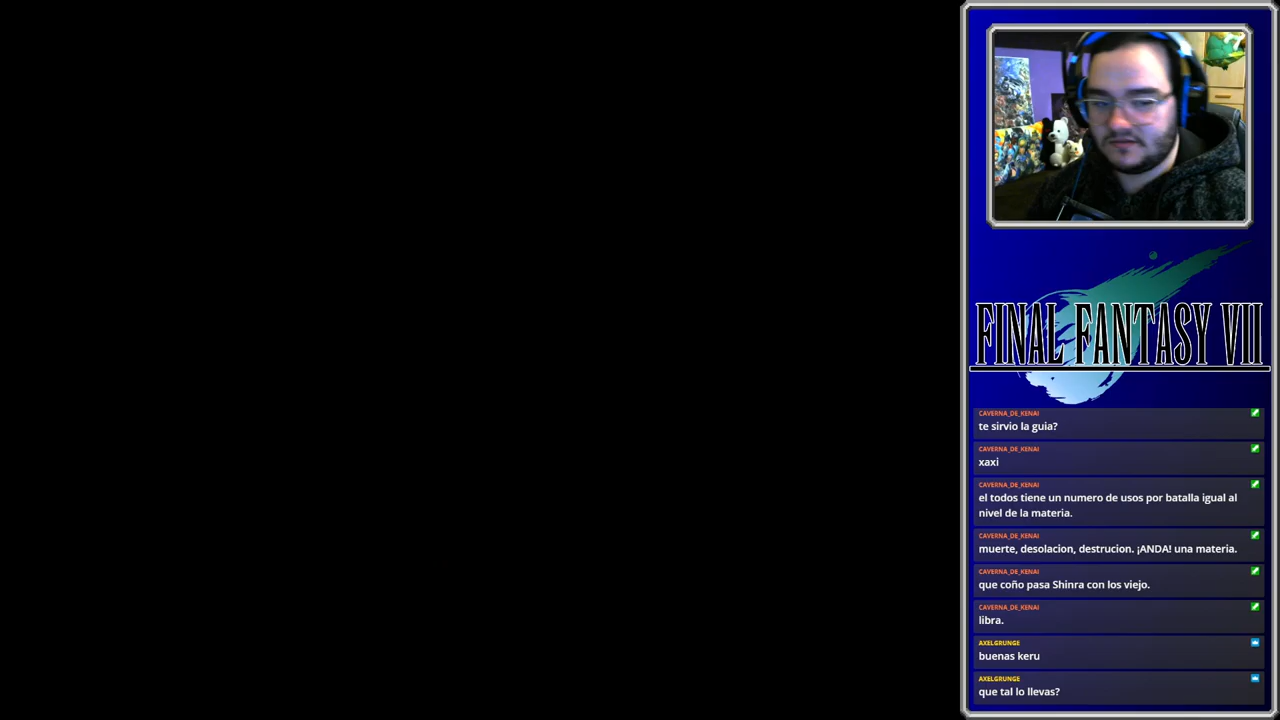 FINAL FANTASY VII
CAVERNA_DE_KENAI
te sirvio la guia?
CAVERNA_DE_KENAI
xaxi
CAVERNA_DE_KENAI
el todos tiene un numero de usos por batalla igual al
nivel de la materia.
CAVERNA_DE_KENAI
muerte, desolacion, destrucion. ¡ANDA! una materia.
CAVERNA_DE_KENAI
que coño pasa Shinra con los viejo.
CAVERNA_DE_KENAI
libra.
AXELGRUNGE
buenas keru
AXELGRUNGE
que tal lo llevas?